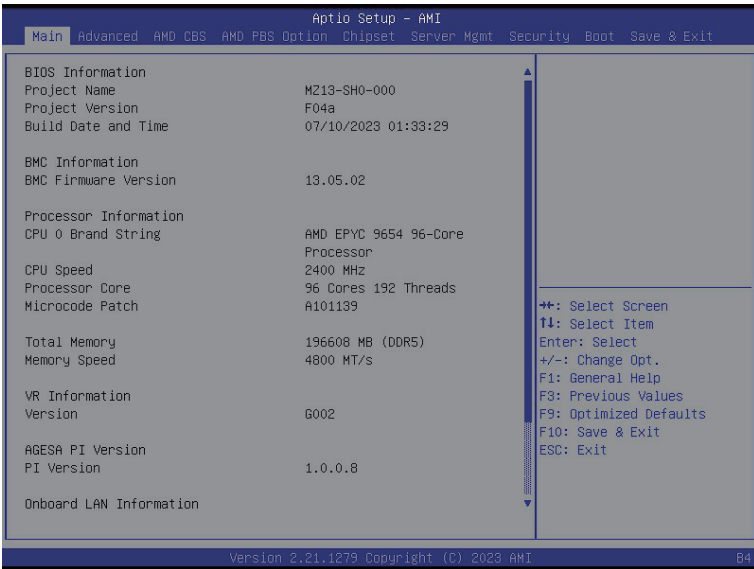 Aptio Setup – AMI
Main Advanced AMD CBS AMD PBS Option Chipset Server Mgmt Security Boot Save & Exit
BIOS Information
Project Name MZ13-SH0-000
Project Version F04a
Build Date and Time 07/10/2023 01:33:29
BMC Information
BMC Firmware Version 13.05.02
Processor Information
CPU 0 Brand String AMD EPYC 9654 96-Core
Processor
CPU Speed 2400 MHz
Processor Core 96 Cores 192 Threads
Microcode Patch A101139
Total Memory 196608 MB (DDR5)
Memory Speed 4800 MT/s
VR Information
Version G002
AGESA PI Version
PI Version 1.0.0.8
Onboard LAN Information
→←: Select Screen
↑↓: Select Item
Enter: Select
+/-: Change Opt.
F1: General Help
F3: Previous Values
F9: Optimized Defaults
F10: Save & Exit
ESC: Exit
Version 2.21.1279 Copyright (C) 2023 AMI
B4